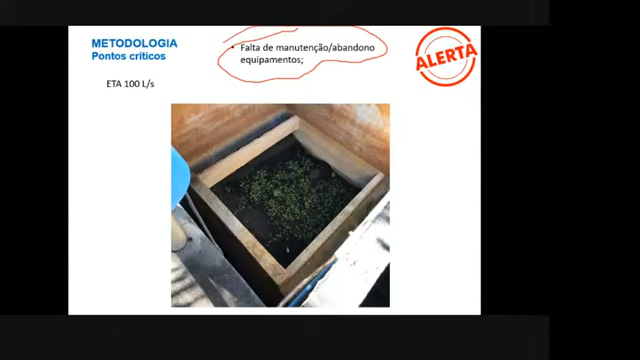 METODOLOGIA
Pontos críticos
• Falta de manutenção/abandono
equipamentos;
ALERTA
ETA 100 L/s